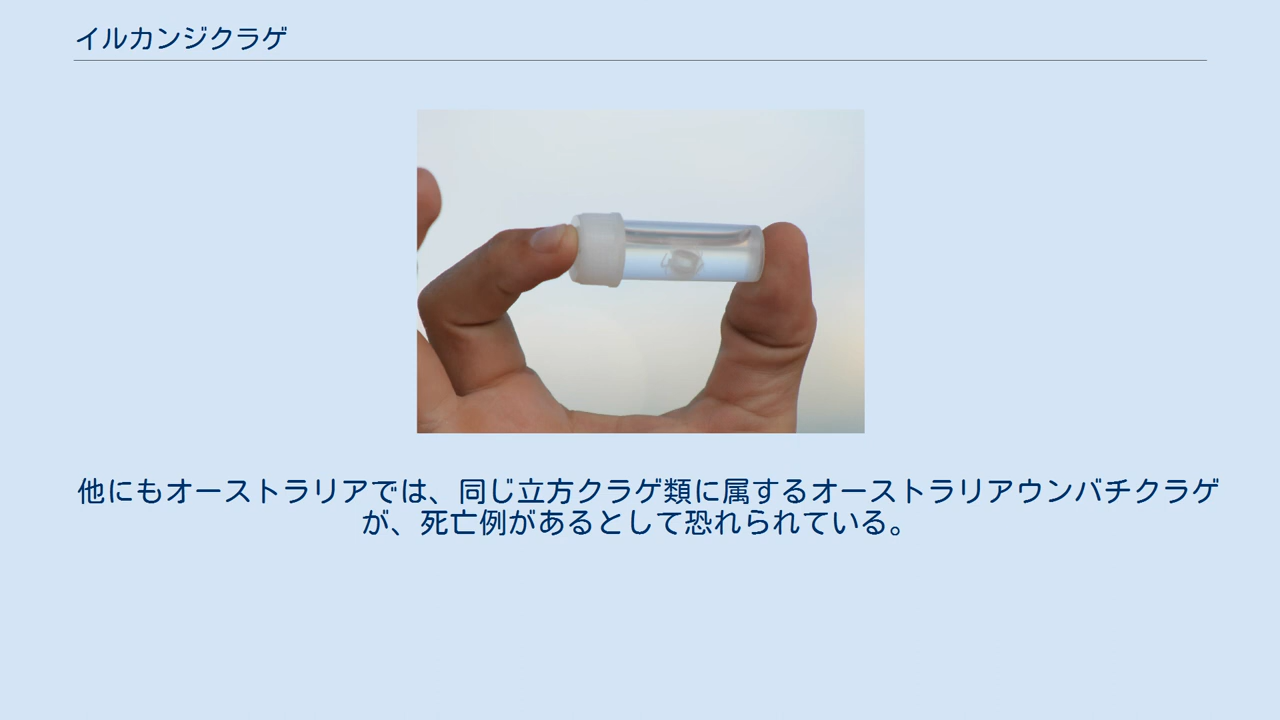 イルカンジクラゲ
他にもオーストラリアでは、同じ立方クラゲ類に属するオーストラリアウンバチクラゲ
が、死亡例があるとして恐れられている。